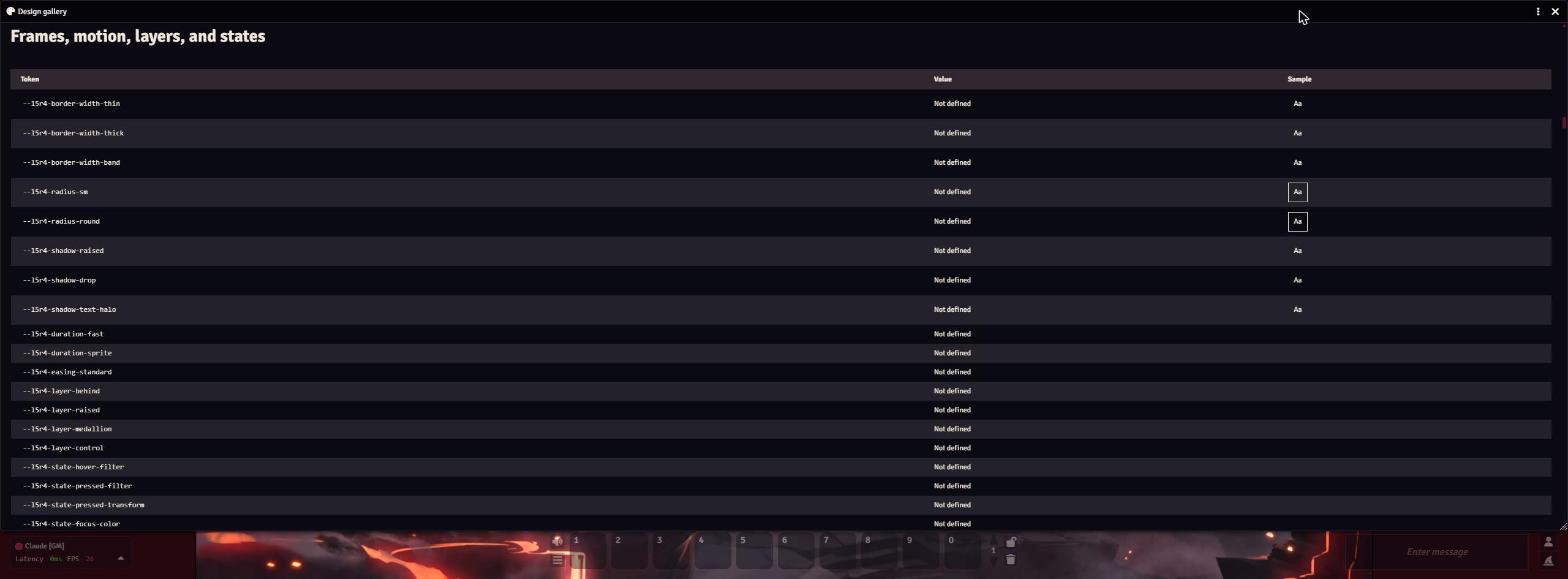 Design gallery
Frames, motion, layers, and states
Token Value Sample
--l5r4-border-width-thin Not defined Aa
--l5r4-border-width-thick Not defined Aa
--l5r4-border-width-band Not defined Aa
--l5r4-radius-sm Not defined Aa
--l5r4-radius-round Not defined Aa
--l5r4-shadow-raised Not defined Aa
--l5r4-shadow-drop Not defined Aa
--l5r4-shadow-text-halo Not defined Aa
--l5r4-duration-fast Not defined
--l5r4-duration-sprite Not defined
--l5r4-easing-standard Not defined
--l5r4-layer-behind Not defined
--l5r4-layer-raised Not defined
--l5r4-layer-medallion Not defined
--l5r4-layer-control Not defined
--l5r4-state-hover-filter Not defined
--l5r4-state-pressed-filter Not defined
--l5r4-state-pressed-transform Not defined
--l5r4-state-focus-color Not defined
Claude [GM]
Latency 0ms FPS 26
1 2 3 4 5 6 7 8 9 0
1
Enter message